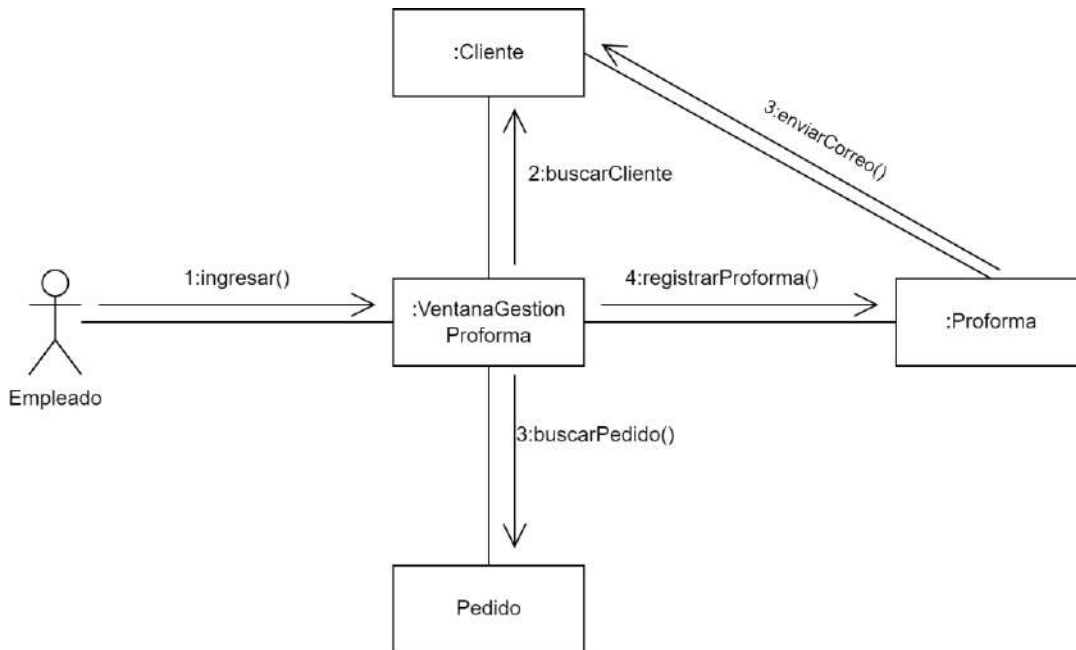 :Cliente
3:enviarCorreo()
2:buscarCliente
1:ingresar()
:VentanaGestion
Proforma
4:registrarProforma()
:Proforma
Empleado
3:buscarPedido()
Pedido